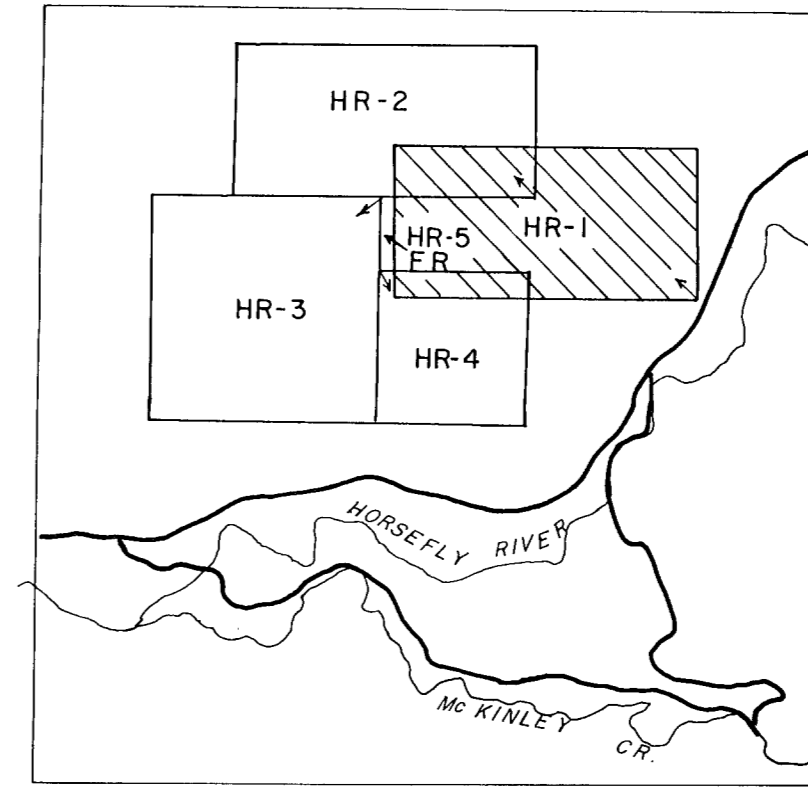 HR-2
HR-1
HR-5
FR
HR-3
HR-4
HORSEFLY RIVER
Mc KINLEY
CR.